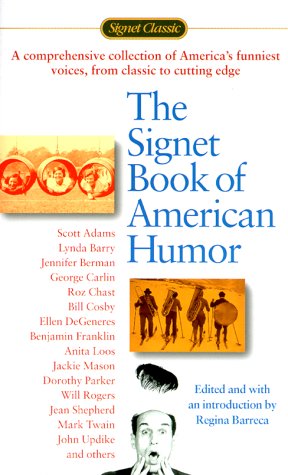 Signet Classic
A comprehensive collection of America's funniest
voices, from classic to cutting edge
The
Signet
Book of
American
Humor
Scott Adams
Lynda Barry
Jennifer Berman
George Carlin
Roz Chast
Bill Cosby
Ellen DeGeneres
Benjamin Franklin
Anita Loos
Jackie Mason
Dorothy Parker
Will Rogers
Jean Shepherd
Mark Twain
John Updike
and others
Edited and with
an introduction by
Regina Barreca